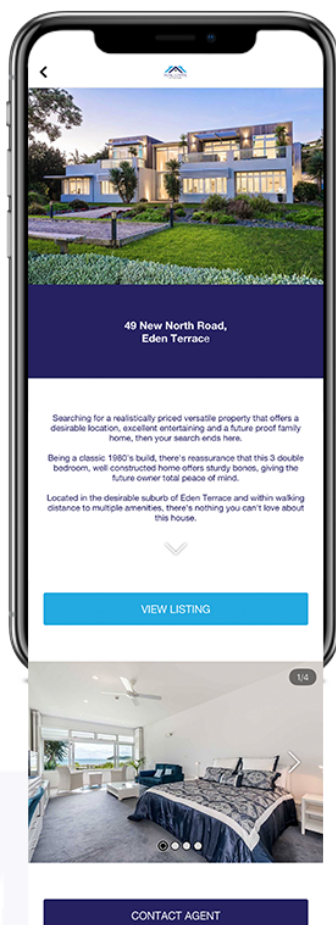 49 New North Road,
Eden Terrace
Searching for a realistically priced versatile property that offers a
desirable location, excellent entertaining and a future proof family
home, then your search ends here.
Being a classic 1980's build, there's reassurance that this 3 double
bedroom, well constructed home offers sturdy bones, giving the
future owner total peace of mind.
Located in the desirable suburb of Eden Terrace and within walking
distance to multiple amenities, there's nothing you can't love about
this house.
VIEW LISTING
1/4
CONTACT AGENT